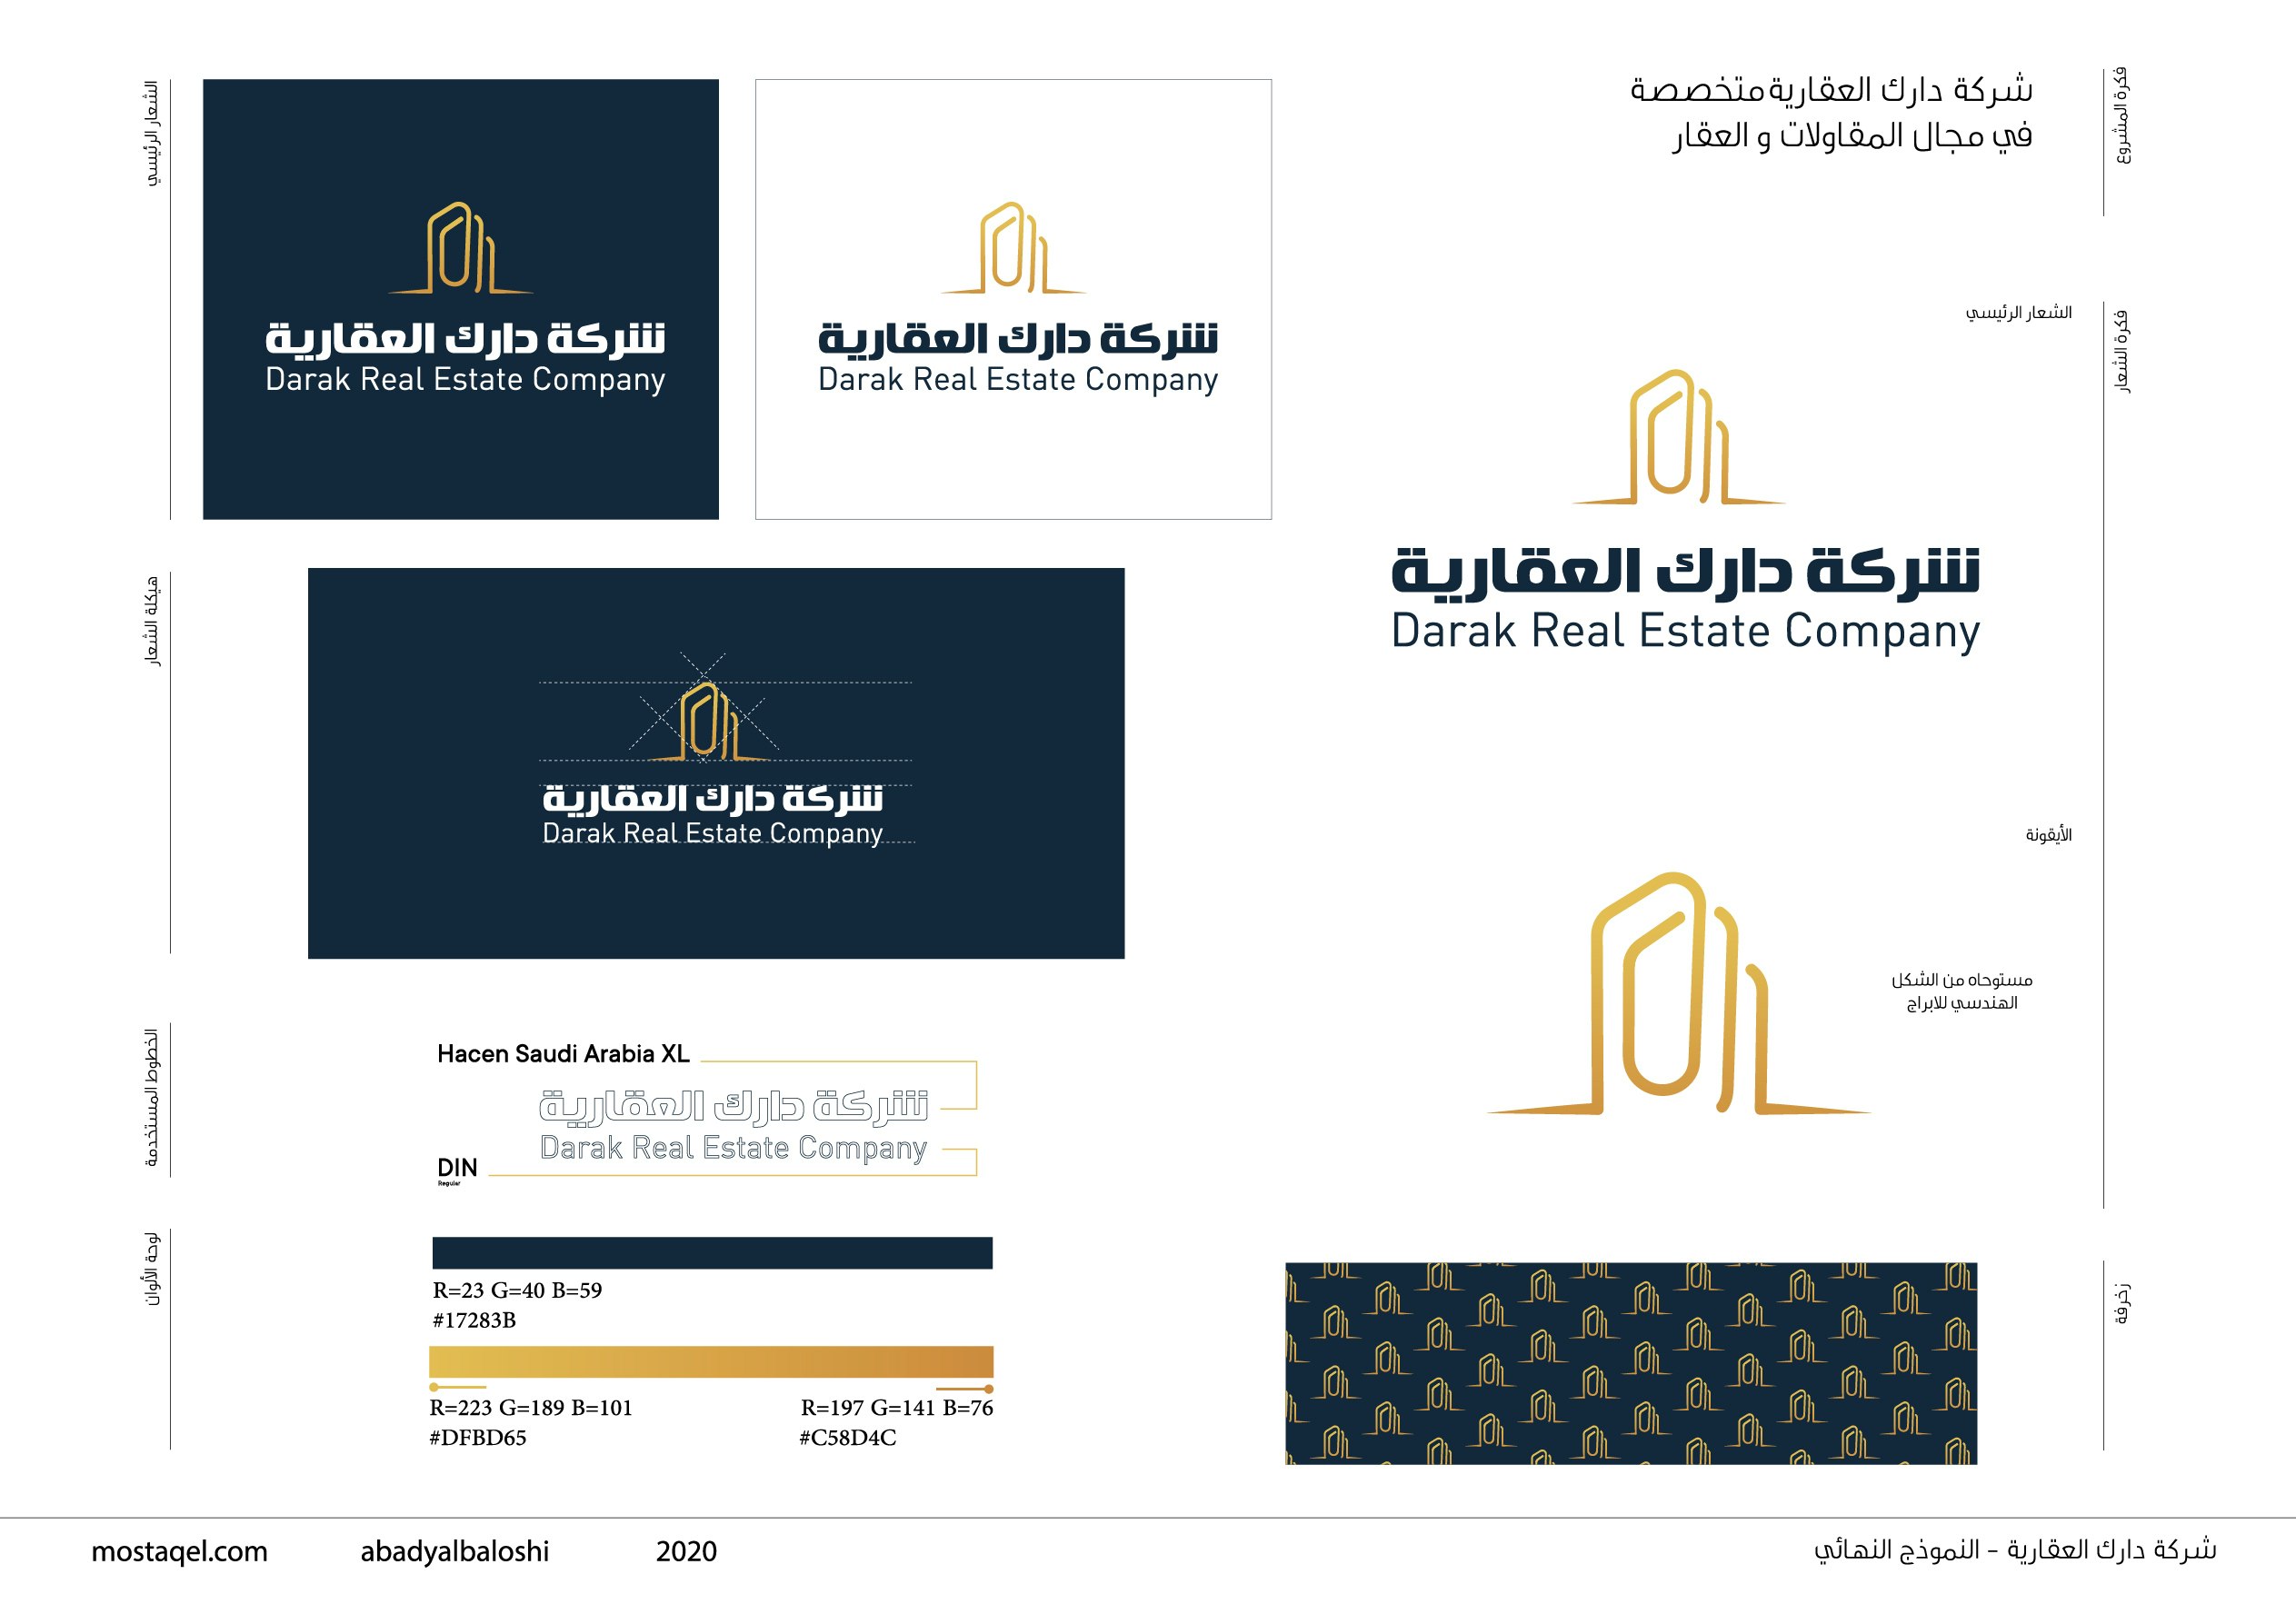 فكرة المشروع
شركة دارك العقارية متخصصة
في مجال المقاولات و العقار
فكرة الشعار
الشعار الرئيسي
شركة دارك العقارية
Darak Real Estate Company
الأيقونة
مستوحاه من الشكل
الهندسي للابراج
زخرفة
الشعار الرئيسي
شركة دارك العقارية
Darak Real Estate Company
شركة دارك العقارية
Darak Real Estate Company
هيكلة الشعار
شركة دارك العقارية
Darak Real Estate Company
الخطوط المستخدمة
Hacen Saudi Arabia XL
شركة دارك العقارية
Darak Real Estate Company
DIN
Regular
لوحة الألوان
R=23 G=40 B=59
#17283B
R=223 G=189 B=101
#DFBD65
R=197 G=141 B=76
#C58D4C
شركة دارك العقارية - النموذج النهائي
mostaqel.com
abadyalbaloshi
2020